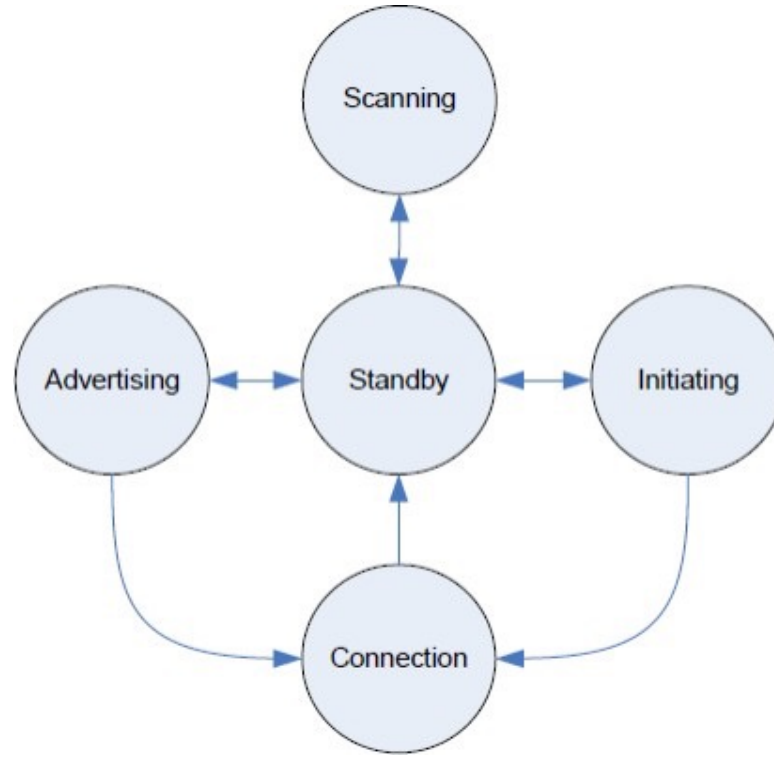 Scanning
Advertising
Standby
Initiating
Connection